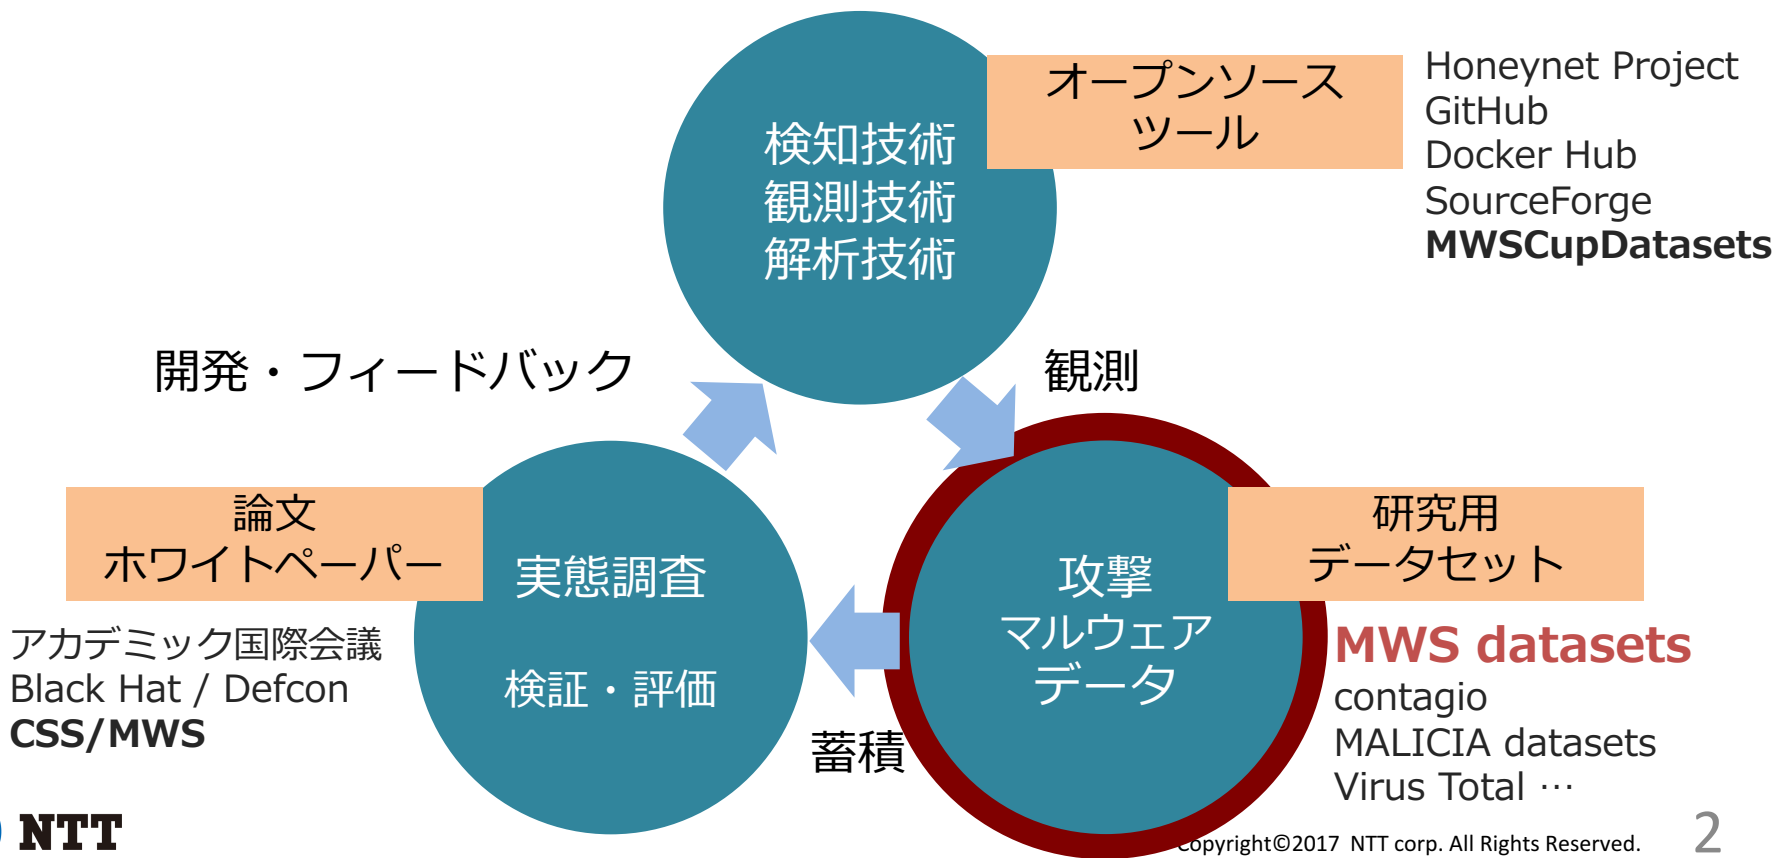 オープンソース
ツール
Honeynet Project
GitHub
Docker Hub
SourceForge
MWSCupDatasets
検知技術
観測技術
解析技術
開発・フィードバック
観測
論文
ホワイトペーパー
アカデミック国際会議
Black Hat / Defcon
CSS/MWS
実態調査
検証・評価
蓄積
攻撃
マルウェア
データ
研究用
データセット
MWS datasets
contagio
MALICIA datasets
Virus Total …
NTT
Copyright©2017 NTT corp. All Rights Reserved.
2